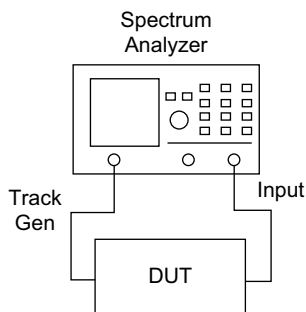 Spectrum
Analyzer
Track
Gen
Input
DUT